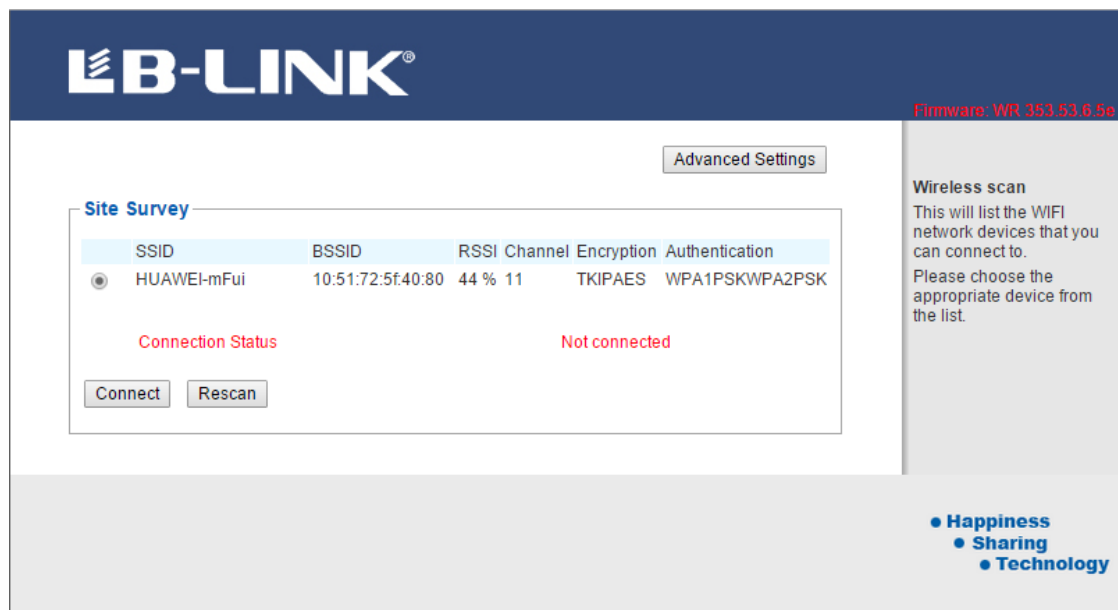 LB-LINK®
Firmware: WR 353.53.6.5e
Advanced Settings
Site Survey
SSID BSSID RSSI Channel Encryption Authentication
HUAWEI-mFui 10:51:72:5f:40:80 44 % 11 TKIPAES WPA1PSKWPA2PSK
Connection Status Not connected
Connect Rescan
Wireless scan
This will list the WIFI
network devices that you
can connect to.
Please choose the
appropriate device from
the list.
• Happiness
• Sharing
• Technology